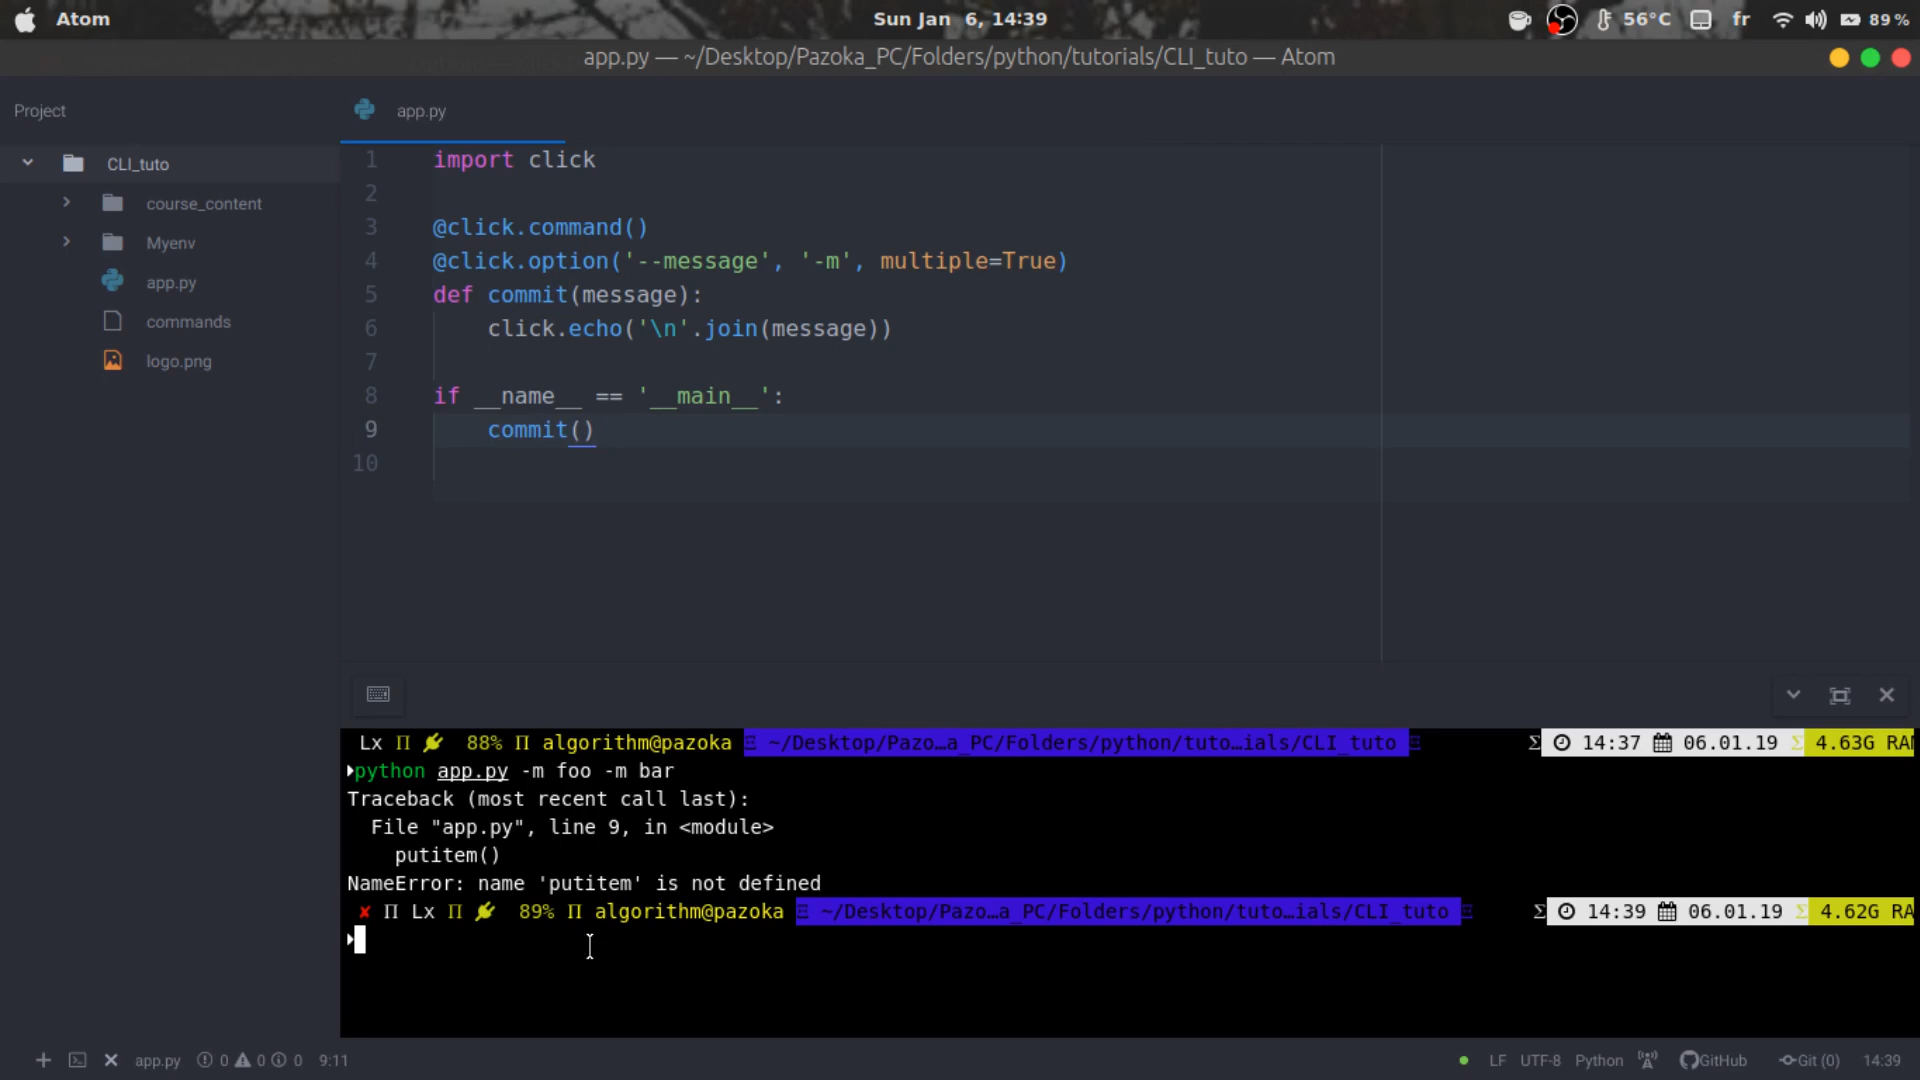 Atom
Sun Jan 6, 14:39
56°C
fr
89%
app.py — ~/Desktop/Pazoka_PC/Folders/python/tutorials/CLI_tuto — Atom
Project
app.py
CLI_tuto
course_content
Myenv
app.py
commands
logo.png
1 import click
2
3 @click.command()
4 @click.option('--message', '-m', multiple=True)
5 def commit(message):
6 click.echo('\n'.join(message))
7
8 if __name__ == '__main__':
9 commit()
10
Lx Π 88% Π algorithm@pazoka Ξ ~/Desktop/Pazo…a_PC/Folders/python/tuto…ials/CLI_tuto Ξ Σ 14:37 06.01.19 Σ 4.63G RAM
python app.py -m foo -m bar
Traceback (most recent call last):
File "app.py", line 9, in <module>
putitem()
NameError: name 'putitem' is not defined
✘ Π Lx Π 89% Π algorithm@pazoka Ξ ~/Desktop/Pazo…a_PC/Folders/python/tuto…ials/CLI_tuto Ξ Σ 14:39 06.01.19 Σ 4.62G RA
app.py 0 0 0 9:11
LF UTF-8 Python GitHub Git (0) 14:39